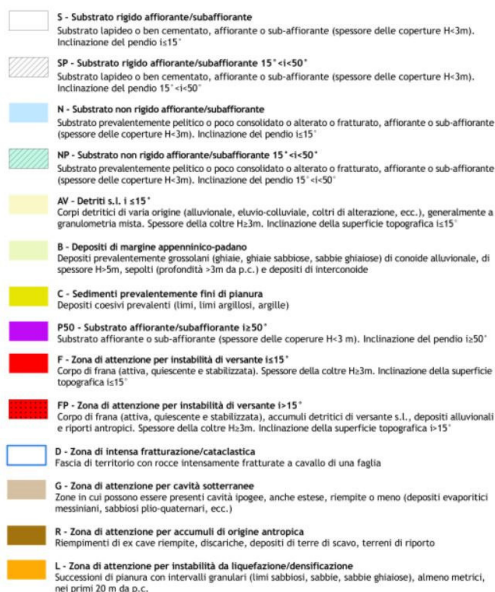 S - Substrato rigido affiorante/subaffiorante
Substrato lapideo o ben cementato, affiorante o sub-affiorante (spessore delle coperture H<3m).
Inclinazione del pendio i≤15°
SP - Substrato rigido affiorante/subaffiorante 15°<i<50°
Substrato lapideo o ben cementato, affiorante o sub-affiorante (spessore delle coperture H<3m).
Inclinazione del pendio 15°<i<50°
N - Substrato non rigido affiorante/subaffiorante
Substrato prevalentemente pelitico o poco consolidato o alterato o fratturato, affiorante o sub-affiorante
(spessore delle coperture H<3m). Inclinazione del pendio i≤15°
NP - Substrato non rigido affiorante/subaffiorante 15°<i<50°
Substrato prevalentemente pelitico o poco consolidato o alterato o fratturato, affiorante o sub-affiorante
(spessore delle coperture H<3m). Inclinazione del pendio 15°<i<50°
AV - Detriti s.l. i ≤15°
Corpi detritici di varia origine (alluvionale, eluvio-colluviale, coltri di alterazione, ecc.), generalmente a
granulometria mista. Spessore della coltre H≥3m. Inclinazione della superficie topografica i≤15°
B - Depositi di margine appenninico-padano
Depositi prevalentemente grossolani (ghiaie, ghiaie sabbiose, sabbie ghiaiose) di conoide alluvionale, di
spessore H>5m, sepolti (profondità >3m da p.c.) e depositi di interconoide
C - Sedimenti prevalentemente fini di pianura
Depositi coesivi prevalenti (limi, limi argillosi, argille)
P50 - Substrato affiorante/subaffiorante i≥50°
Substrato affiorante o sub-affiorante (spessore delle coperure H<3 m). Inclinazione del pendio i≥50°
F - Zona di attenzione per instabilità di versante i≤15°
Corpo di frana (attiva, quiescente e stabilizzata). Spessore della coltre H≥3m. Inclinazione della superficie
topografica i≤15°
FP - Zona di attenzione per instabilità di versante i>15°
Corpo di frana (attiva, quiescente e stabilizzata), accumuli detritici di versante s.l., depositi alluvionali
e riporti antropici. Spessore della coltre H≥3m. Inclinazione della superficie topografica i>15°
D - Zona di intensa fratturazione/cataclastica
Fascia di territorio con rocce intensamente fratturate a cavallo di una faglia
G - Zona di attenzione per cavità sotterranee
Zone in cui possono essere presenti cavità ipogee, anche estese, riempite o meno (depositi evaporitici
messiniani, sabbiosi plio-quaternari, ecc.)
R - Zona di attenzione per accumuli di origine antropica
Riempimenti di ex cave riempite, discariche, depositi di terre di scavo, terreni di riporto
L - Zona di attenzione per instabilità da liquefazione/densificazione
Successioni di pianura con intervalli granulari (limi sabbiosi, sabbie, sabbie ghiaiose), almeno metrici,
nei primi 20 m da p.c.